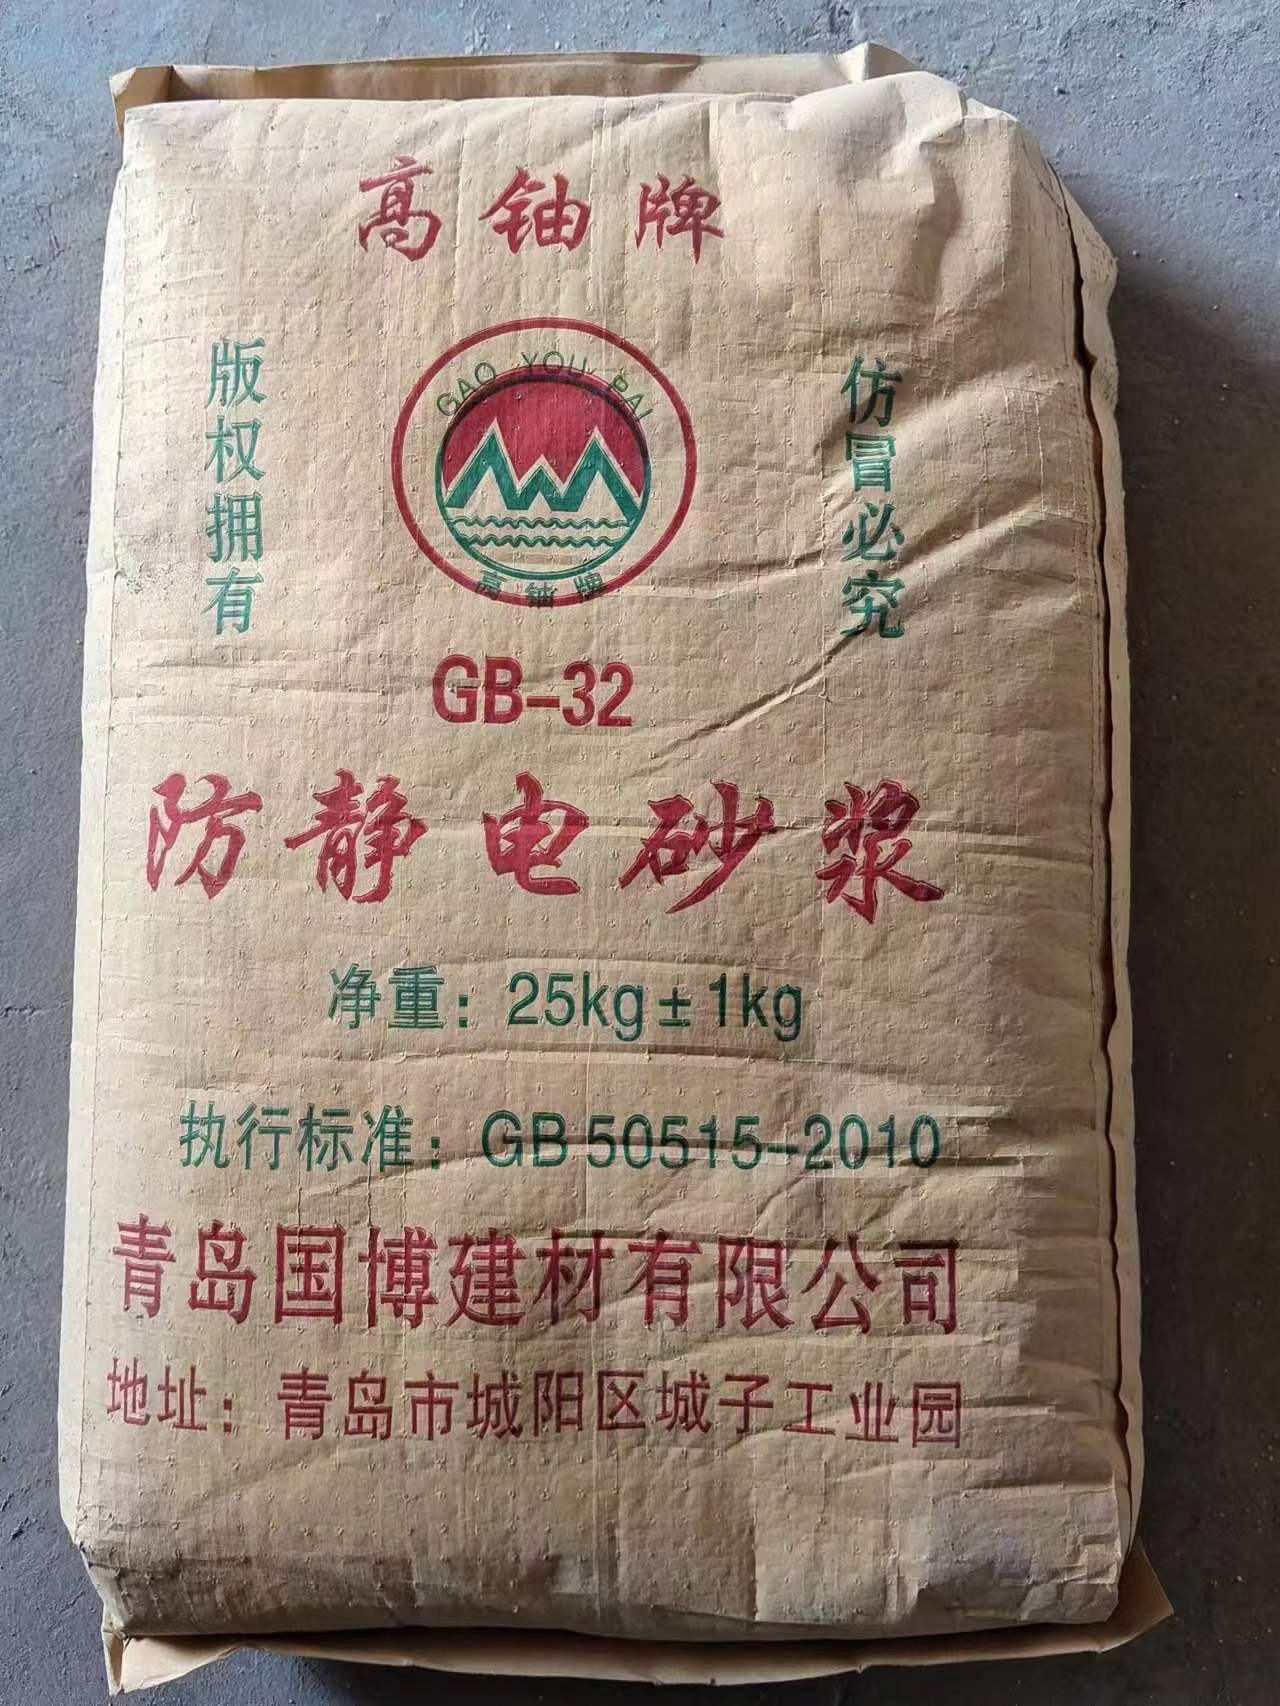 高铀牌
版权拥有
GAO YOU PAI
高铀牌
仿冒必究
GB-32
防静电砂浆
净重：25kg±1kg
执行标准：GB 50515-2010
青岛国博建材有限公司
地址：青岛市城阳区城子工业园